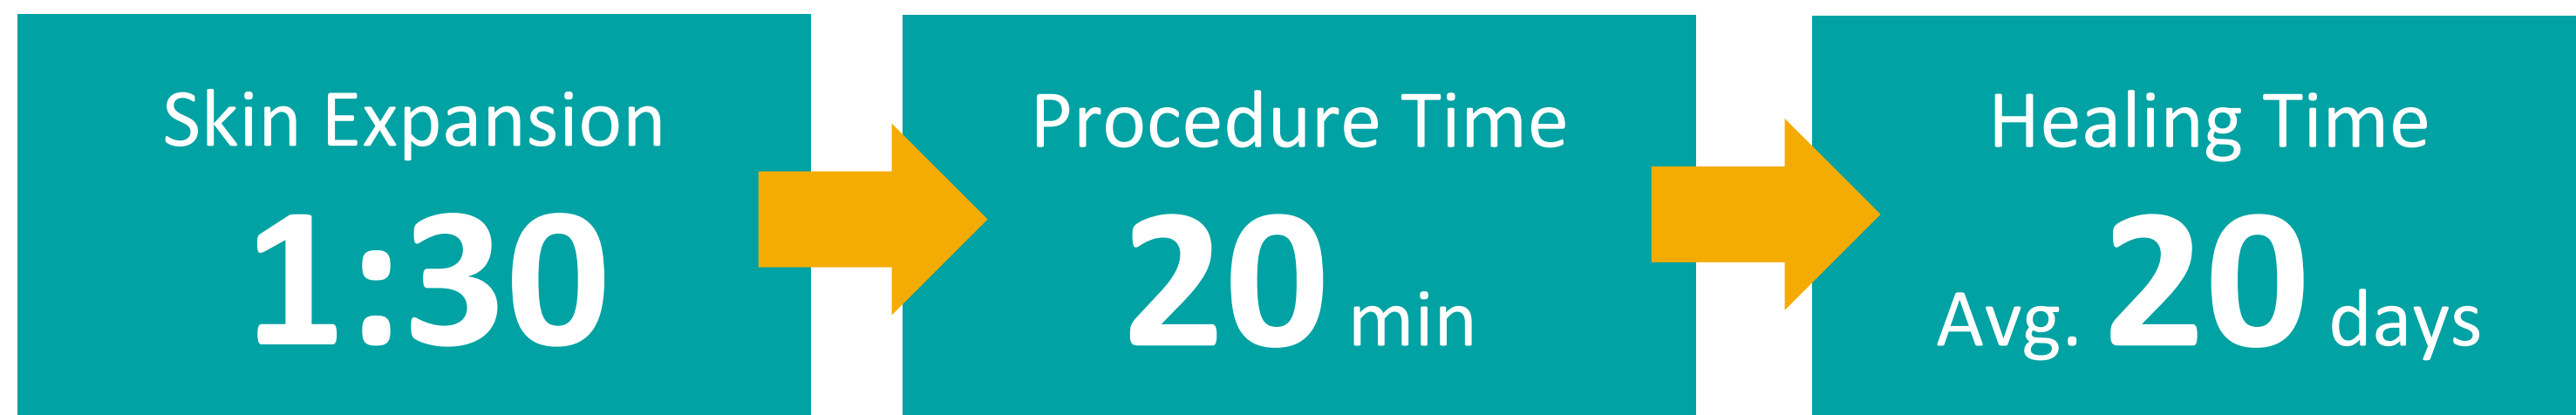 Skin Expansion
1:30
Procedure Time
20 min
Healing Time
Avg. 20 days